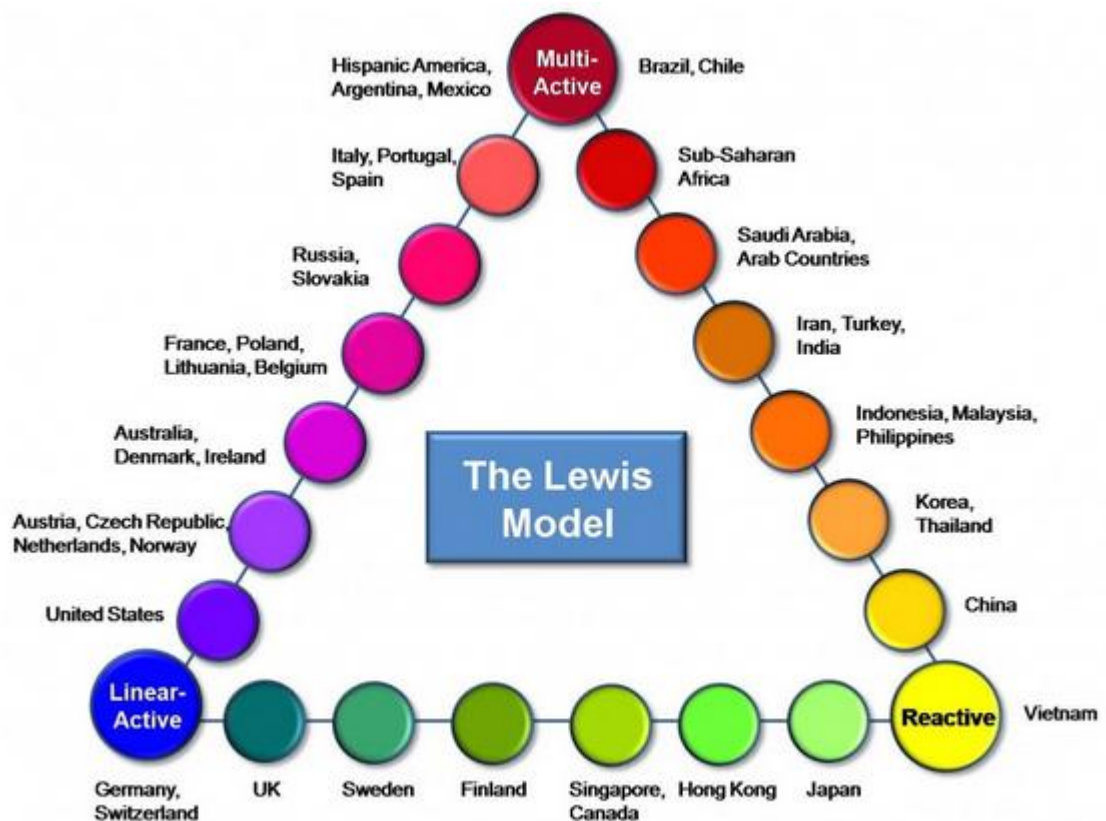 Hispanic America,
Argentina, Mexico
Multi-
Active
Brazil, Chile
Italy, Portugal,
Spain
Sub-Saharan
Africa
Russia,
Slovakia
Saudi Arabia,
Arab Countries
France, Poland,
Lithuania, Belgium
Iran, Turkey,
India
Australia,
Denmark, Ireland
Indonesia, Malaysia,
Philippines
The Lewis
Model
Austria, Czech Republic,
Netherlands, Norway
Korea,
Thailand
United States
China
Linear-
Active
Reactive
Vietnam
Germany,
Switzerland
UK
Sweden
Finland
Singapore,
Canada
Hong Kong
Japan